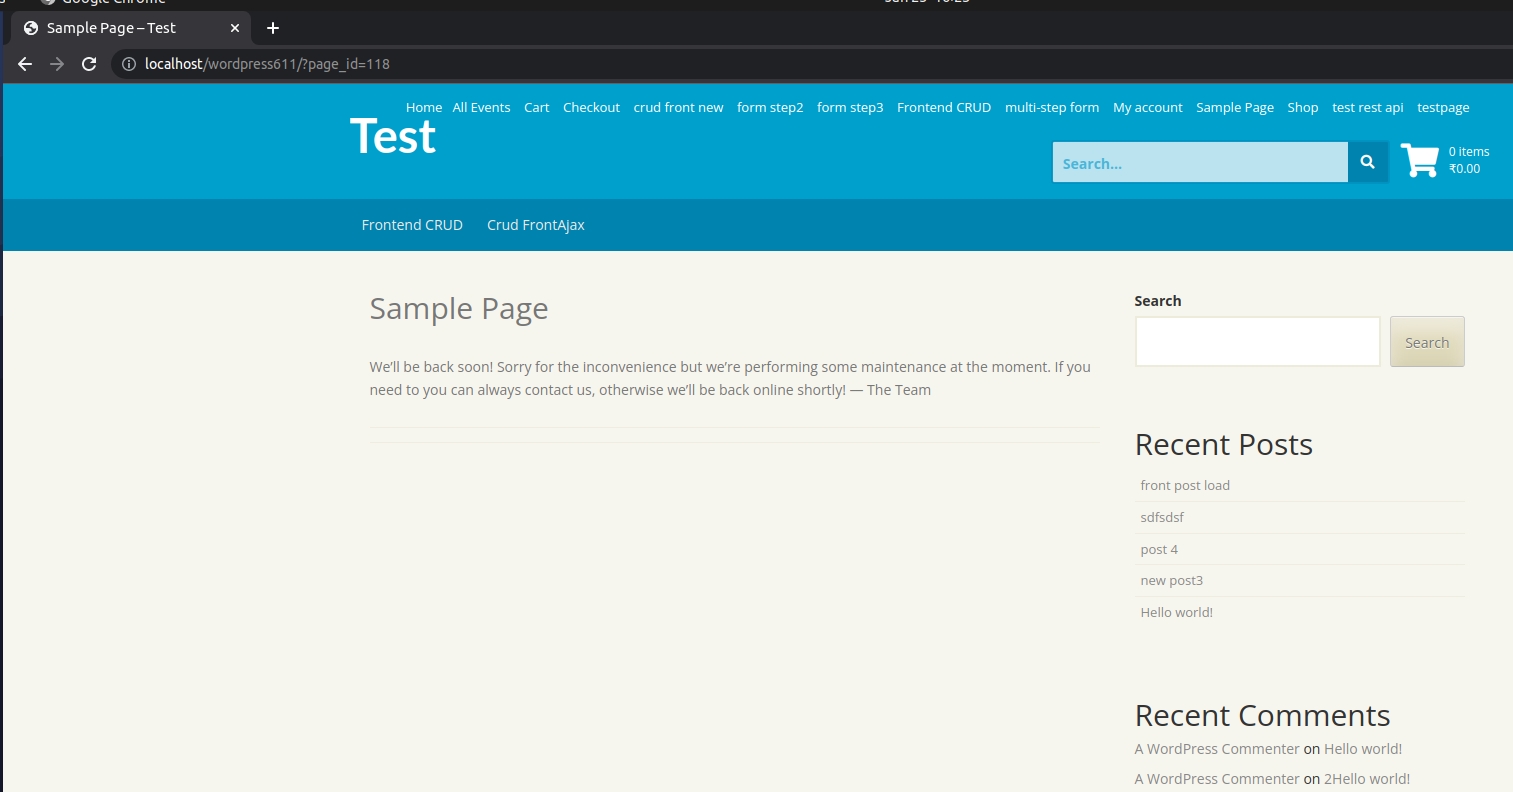 Google Chrome
Sample Page – Test
localhost/wordpress611/?page_id=118
Home All Events Cart Checkout crud front new form step2 form step3 Frontend CRUD multi-step form My account Sample Page Shop test rest api testpage
Test
Search...
0 items
₹0.00
Frontend CRUD Crud FrontAjax
Sample Page
We’ll be back soon! Sorry for the inconvenience but we’re performing some maintenance at the moment. If you
need to you can always contact us, otherwise we’ll be back online shortly! — The Team
Search
Search
Recent Posts
front post load
sdfsdsf
post 4
new post3
Hello world!
Recent Comments
A WordPress Commenter on Hello world!
A WordPress Commenter on 2Hello world!